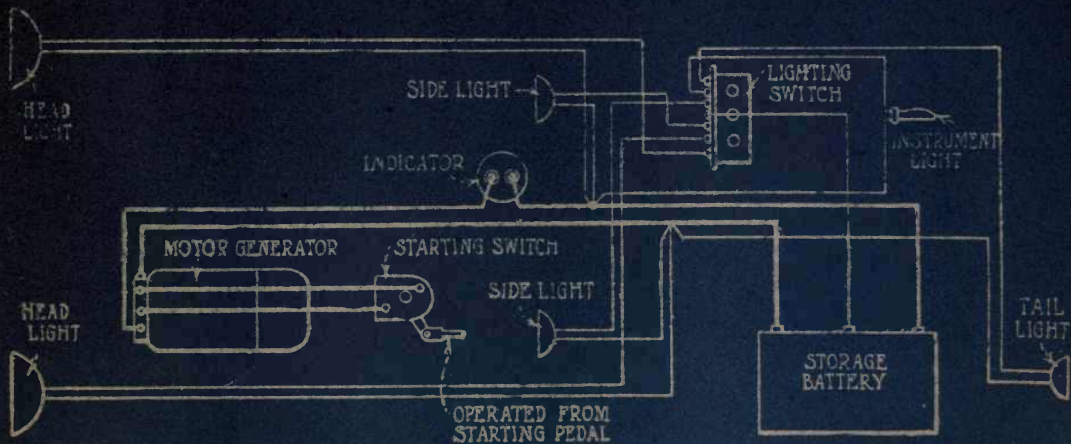 HEAD
LIGHT
SIDE LIGHT
LIGHTING
SWITCH
INSTRUMENT
LIGHT
INDICATOR
MOTOR GENERATOR
STARTING SWITCH
SIDE LIGHT
HEAD
LIGHT
TAIL
LIGHT
STORAGE
BATTERY
OPERATED FROM
STARTING PEDAL